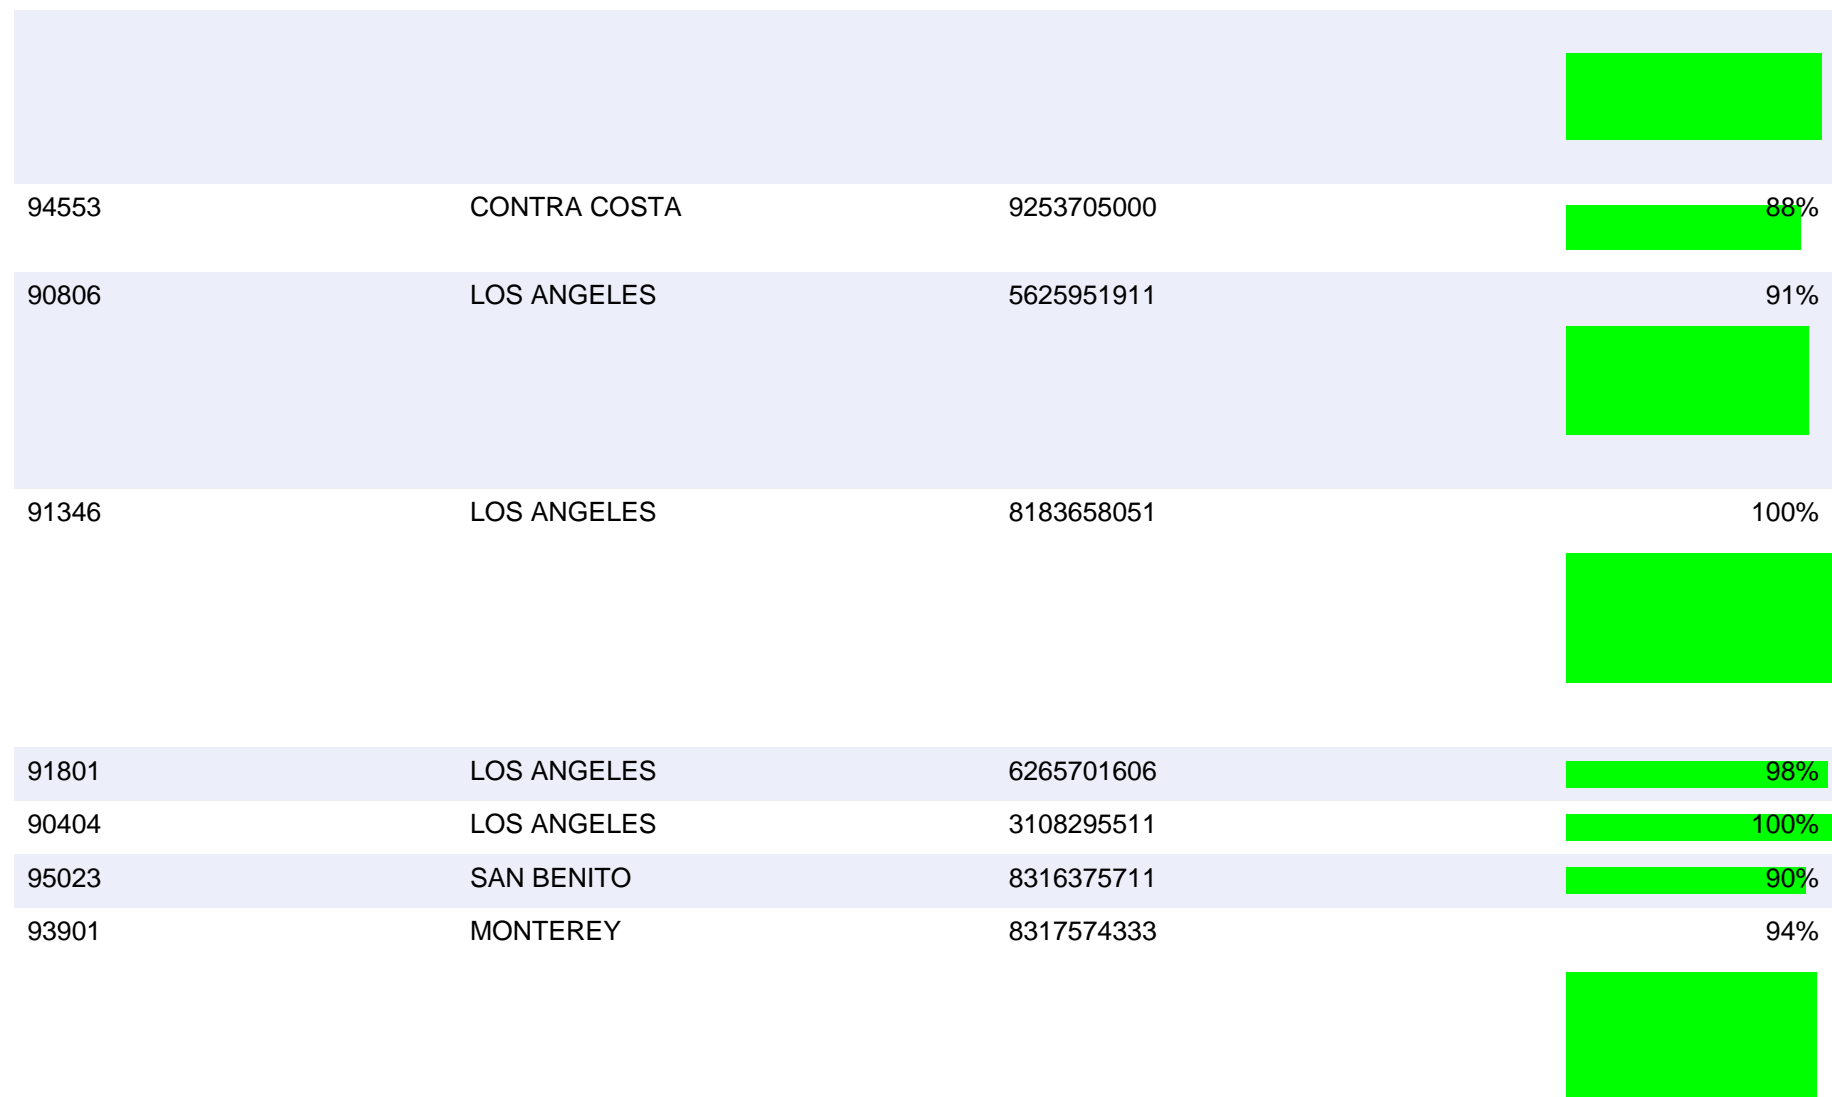 94553 CONTRA COSTA 9253705000 88%
90806 LOS ANGELES 5625951911 91%
91346 LOS ANGELES 8183658051 100%
91801 LOS ANGELES 6265701606 98%
90404 LOS ANGELES 3108295511 100%
95023 SAN BENITO 8316375711 90%
93901 MONTEREY 8317574333 94%